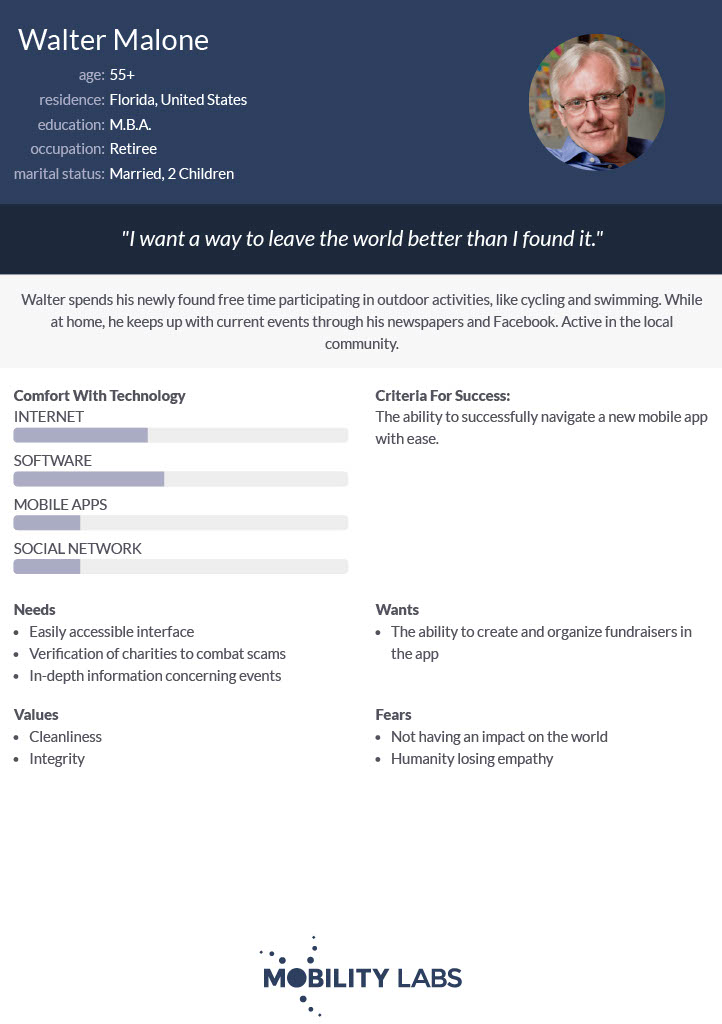 Walter Malone
age: 55+
residence: Florida, United States
education: M.B.A.
occupation: Retiree
marital status: Married, 2 Children
"I want a way to leave the world better than I found it."
Walter spends his newly found free time participating in outdoor activities, like cycling and swimming. While
at home, he keeps up with current events through his newspapers and Facebook. Active in the local
community.
Comfort With Technology
INTERNET
SOFTWARE
MOBILE APPS
SOCIAL NETWORK
Criteria For Success:
The ability to successfully navigate a new mobile app
with ease.
Needs
• Easily accessible interface
• Verification of charities to combat scams
• In-depth information concerning events
Wants
• The ability to create and organize fundraisers in
the app
Values
• Cleanliness
• Integrity
Fears
• Not having an impact on the world
• Humanity losing empathy
MOBILITY LABS